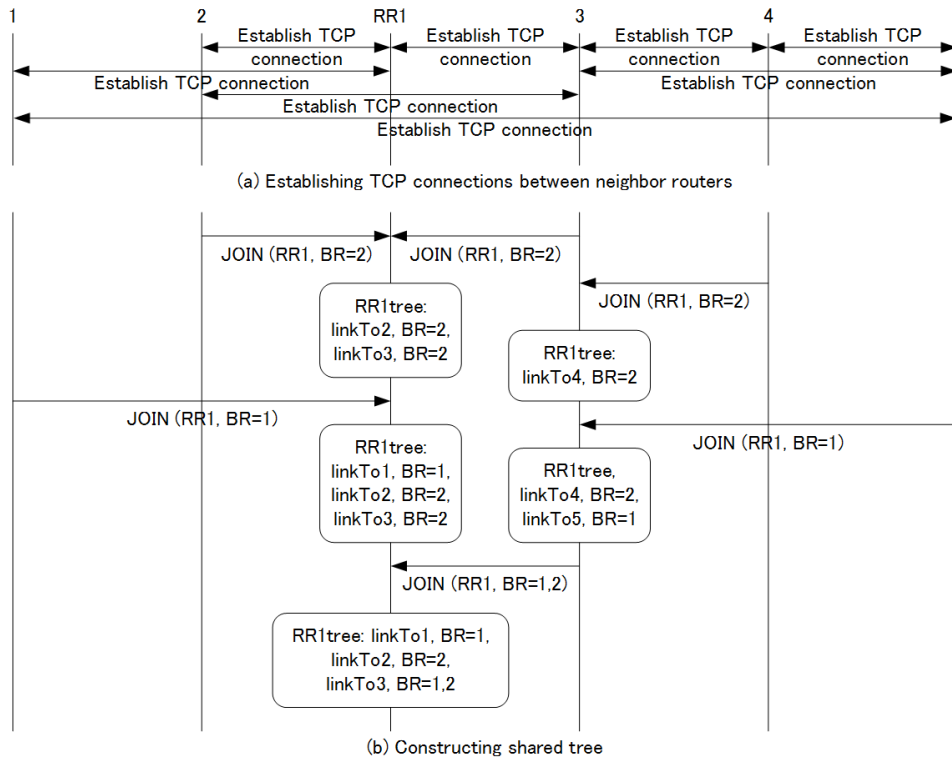 1 2 RR1 3 4
Establish TCP connection
Establish TCP connection
Establish TCP connection
Establish TCP connection
Establish TCP connection
Establish TCP connection
Establish TCP connection
Establish TCP connection
(a) Establishing TCP connections between neighbor routers
JOIN (RR1, BR=2)
JOIN (RR1, BR=2)
JOIN (RR1, BR=2)
RR1tree:
linkTo2, BR=2,
linkTo3, BR=2
RR1tree:
linkTo4, BR=2
JOIN (RR1, BR=1)
JOIN (RR1, BR=1)
RR1tree:
linkTo1, BR=1,
linkTo2, BR=2,
linkTo3, BR=2
RR1tree,
linkTo4, BR=2,
linkTo5, BR=1
JOIN (RR1, BR=1,2)
RR1tree: linkTo1, BR=1,
linkTo2, BR=2,
linkTo3, BR=1,2
(b) Constructing shared tree